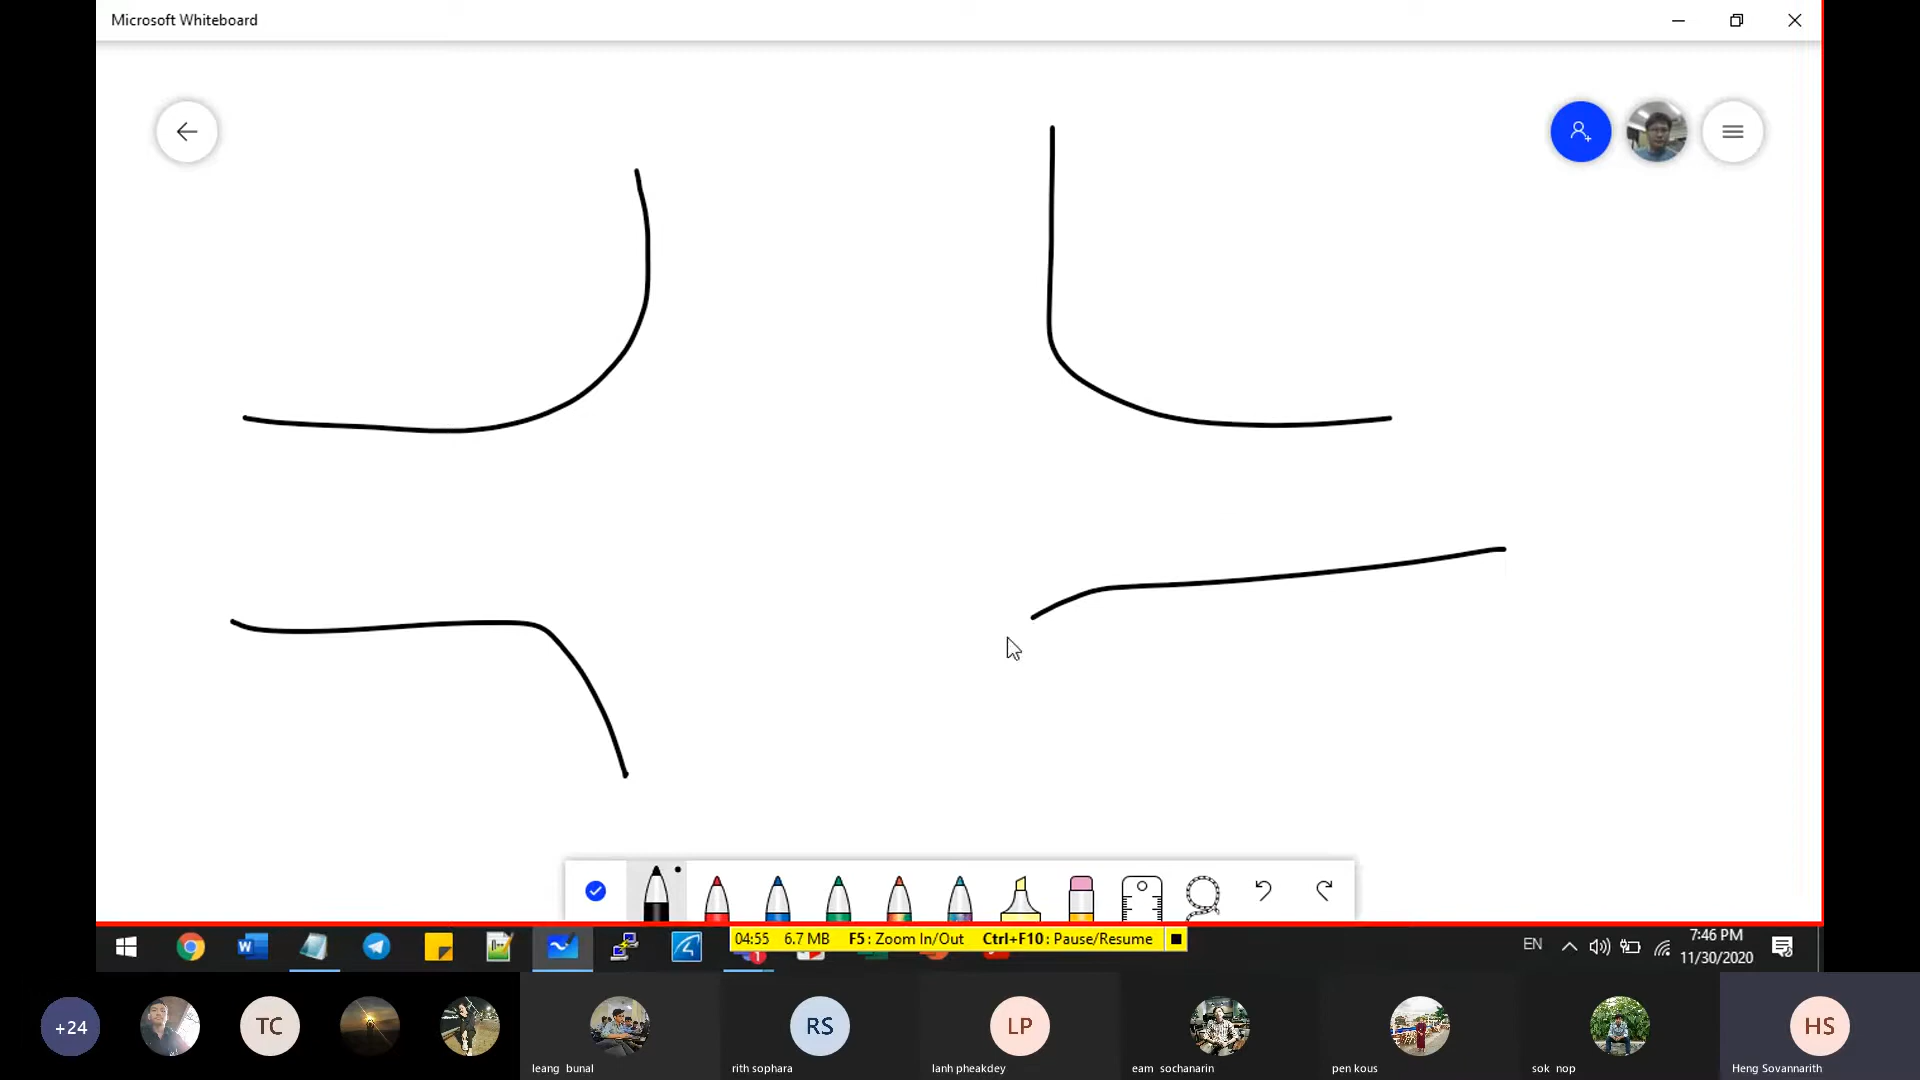 Microsoft Whiteboard
04:55 6.7 MB F5: Zoom In/Out Ctrl+F10: Pause/Resume
1
EN
7:46 PM
11/30/2020
+24
TC
RS
LP
HS
leang bunal
rith sophara
lanh pheakdey
eam sochanarin
pen kous
sok nop
Heng Sovannarith